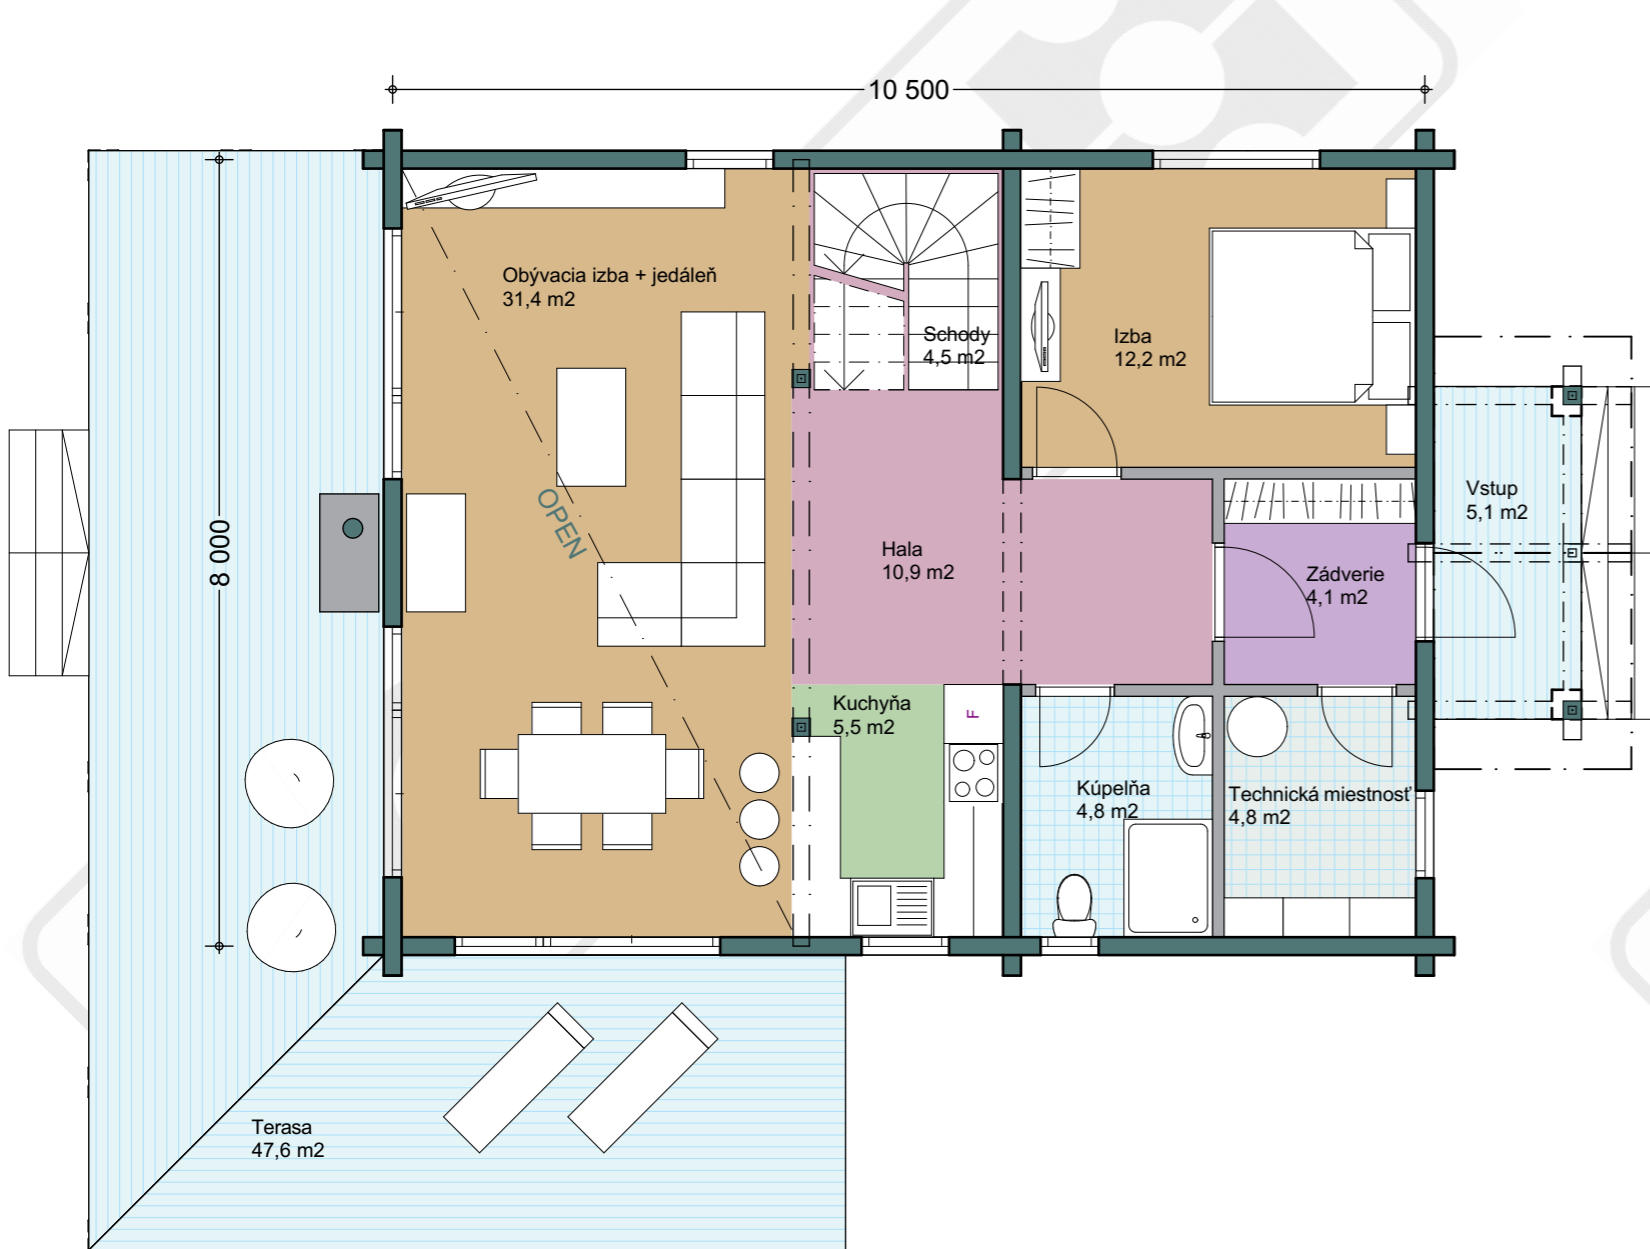 10 500
8 000
Obývacia izba + jedáleň
31,4 m2
Schody
4,5 m2
Izba
12,2 m2
OPEN
Vstup
5,1 m2
Hala
10,9 m2
Zádverie
4,1 m2
Kuchyňa
5,5 m2
F
Kúpelňa
4,8 m2
Technická miestnosť
4,8 m2
Terasa
47,6 m2